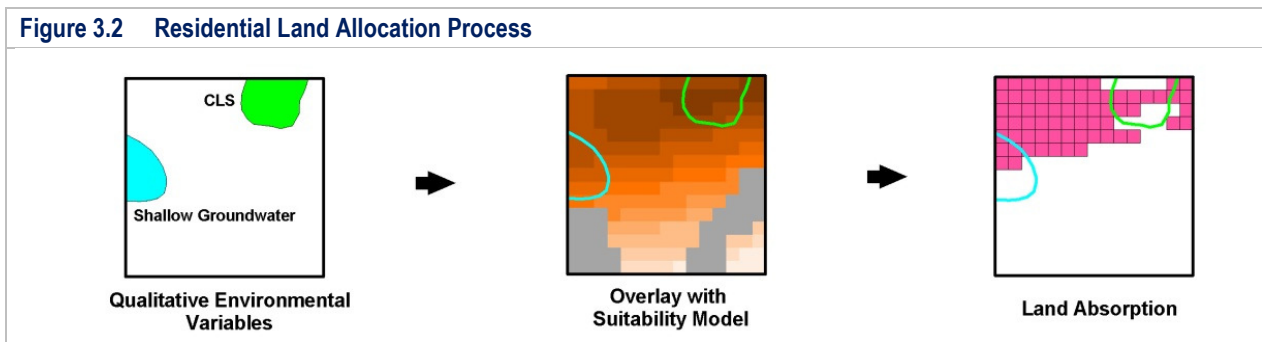 Figure 3.2 Residential Land Allocation Process
CLS
Shallow Groundwater
Qualitative Environmental
Variables
Overlay with
Suitability Model
Land Absorption